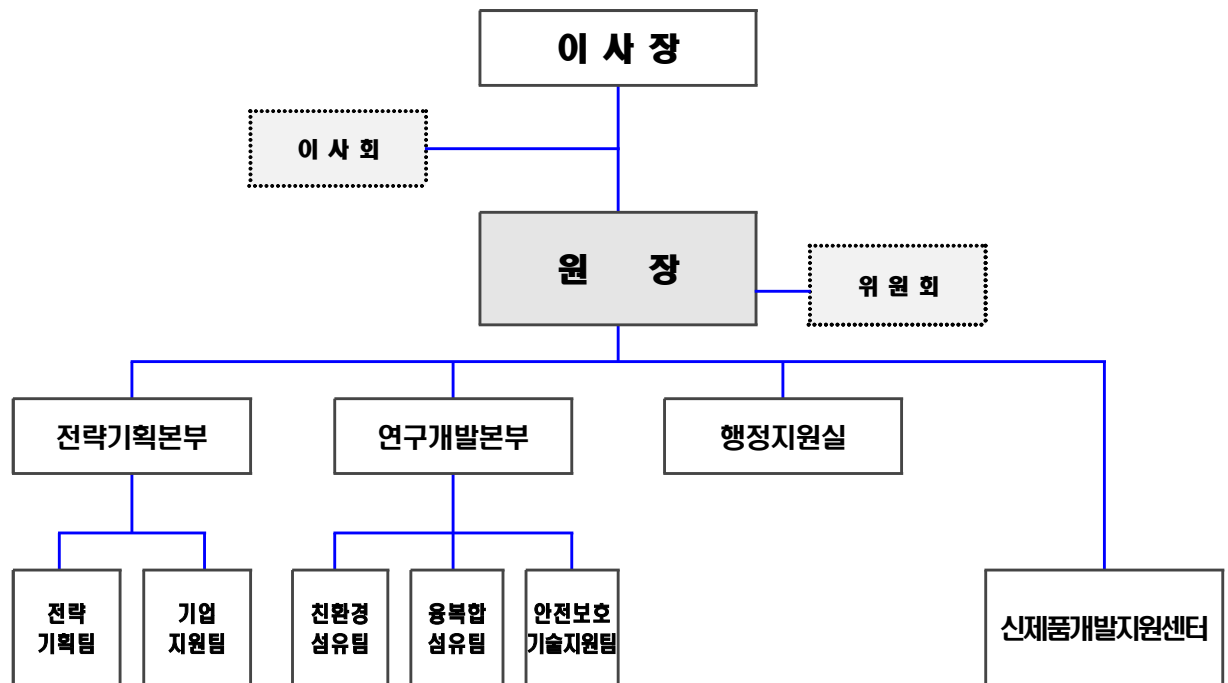 이 사 장
이 사 회
원 장
위 원 회
전략기획본부
연구개발본부
행정지원실
전략
기획팀
기업
지원팀
친환경
섬유팀
융복합
섬유팀
안전보호
기술지원팀
신제품개발지원센터